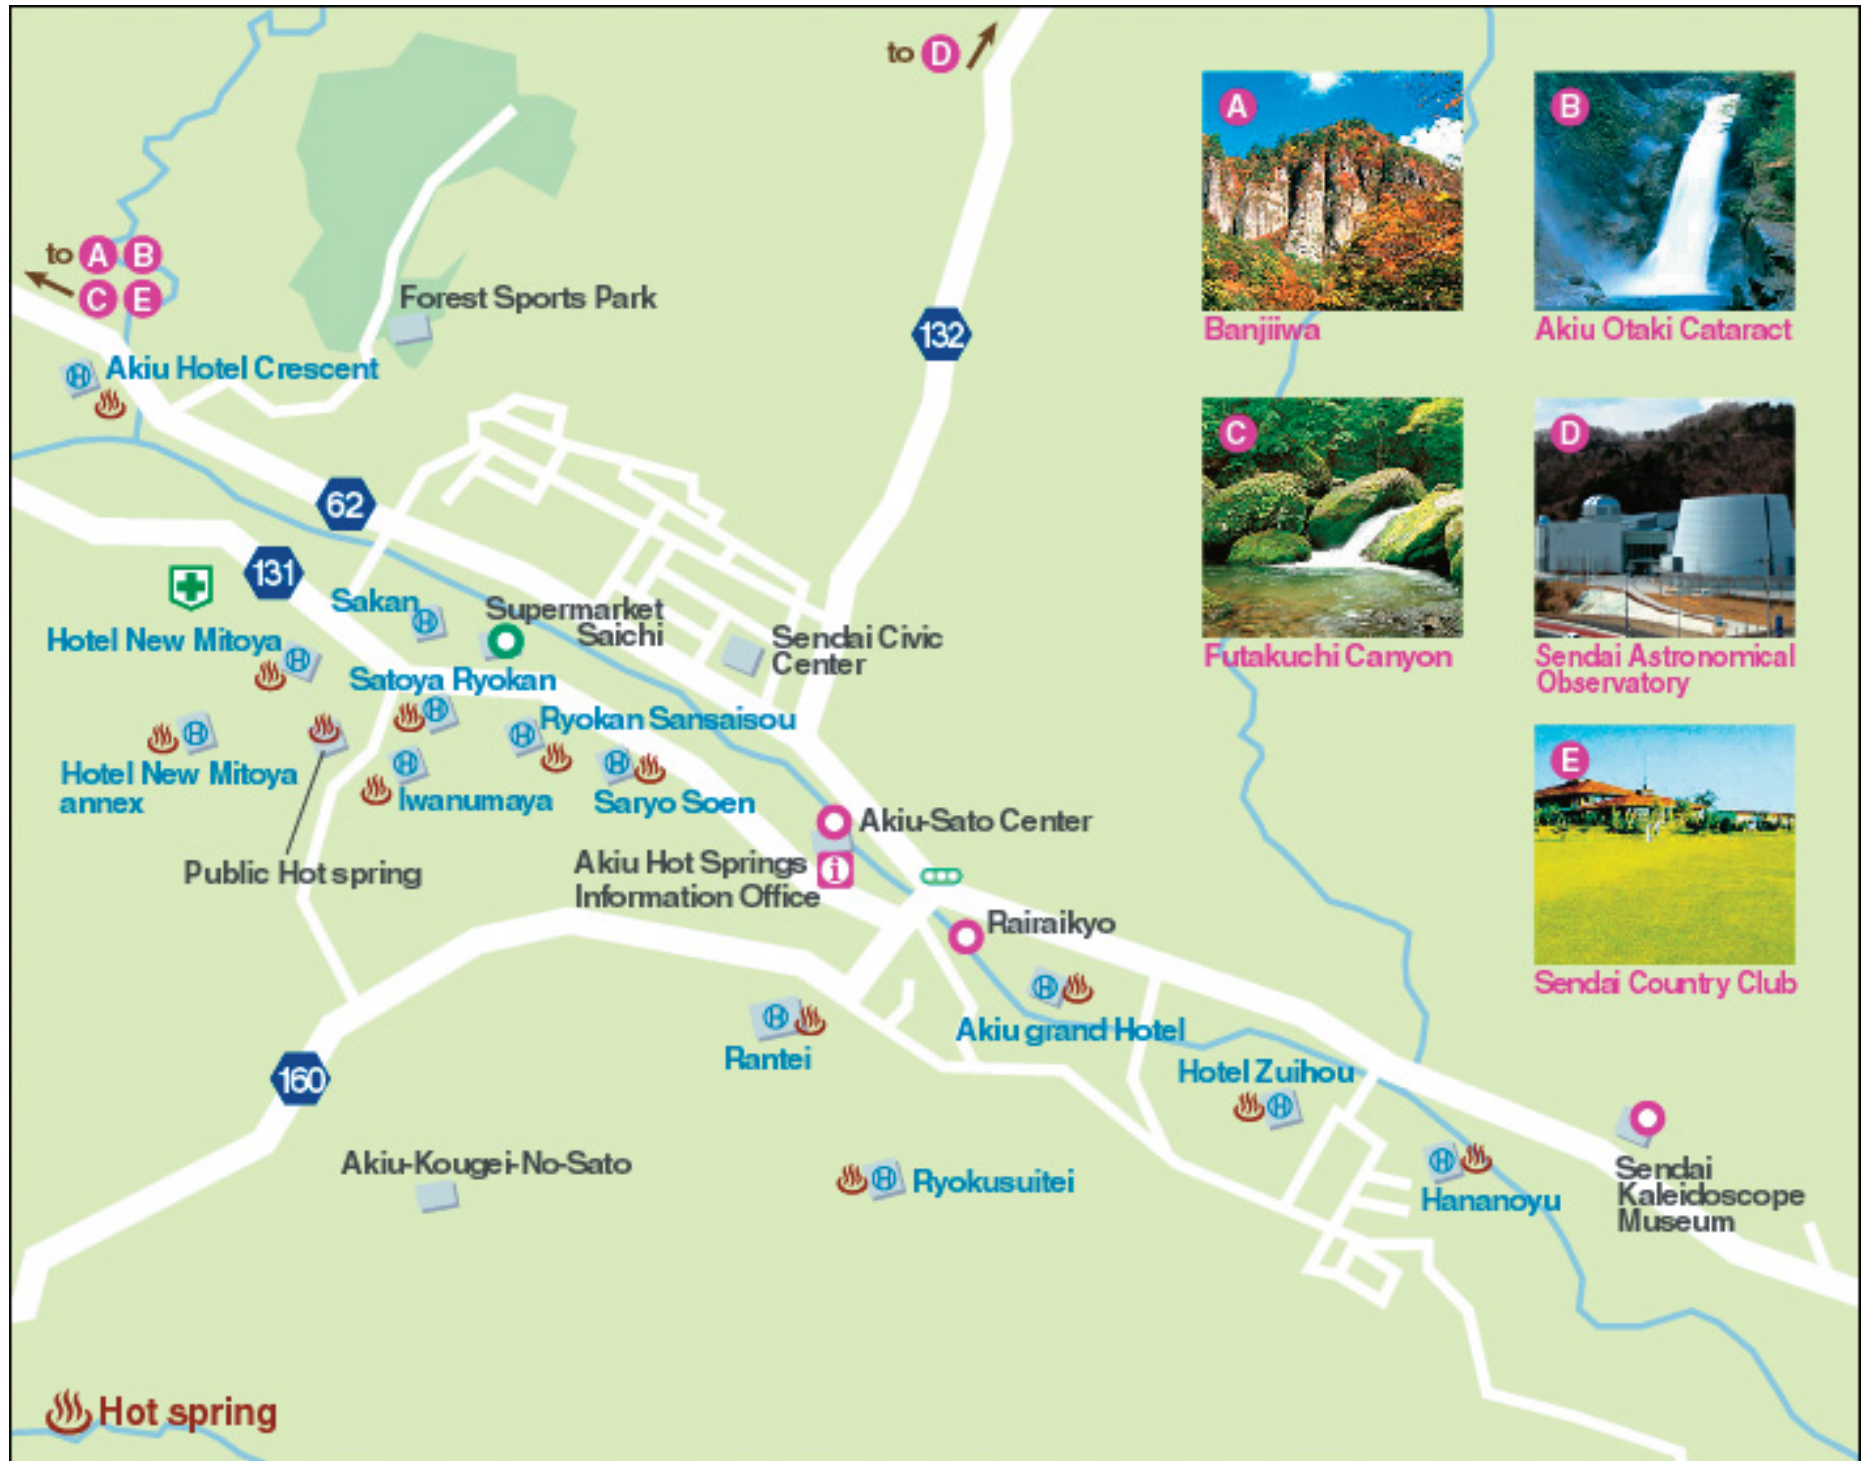 to D
A
B
Banjiiwa
Akiu Otaki Cataract
to A B
C E
Forest Sports Park
132
Akiu Hotel Crescent
H
C
D
Futakuchi Canyon
Sendai Astronomical
Observatory
62
131
Sakan
H
Supermarket
Saichi
Sendai Civic
Center
Hotel New Mitoya
H
Satoya Ryokan
H
Ryokan Sansaisou
H
H
Hotel New Mitoya
annex
H
Iwanumaya
H
Saryo Soen
E
Sendai Country Club
Public Hot spring
Akiu-Sato Center
Akiu Hot Springs
Information Office
i
Rairaikyo
H
Akiu grand Hotel
H
Rantei
Hotel Zuihou
H
160
Akiu-Kougei-No-Sato
H
Ryokusuitei
H
Hananoyu
Sendai
Kaleidoscope
Museum
Hot spring